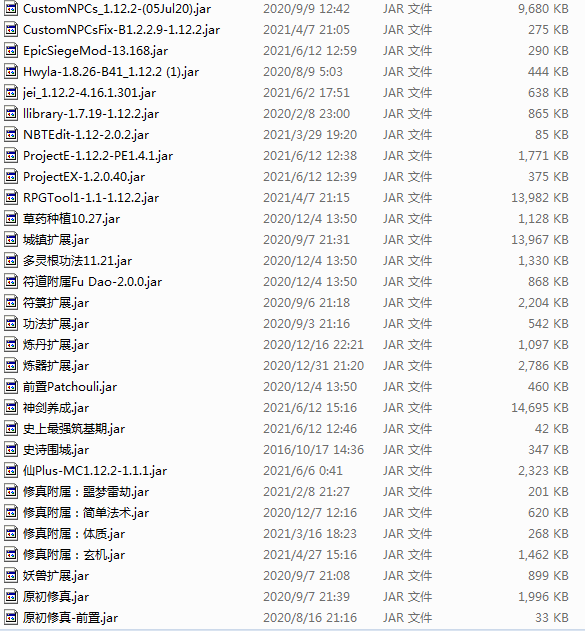 CustomNPCs_1.12.2-(05Jul20).jar 2020/9/9 12:42 JAR 文件 9,680 KB
CustomNPCsFix-B1.2.2.9-1.12.2.jar 2021/4/7 21:05 JAR 文件 275 KB
EpicSiegeMod-13.168.jar 2021/6/12 12:59 JAR 文件 290 KB
Hwyla-1.8.26-B41_1.12.2 (1).jar 2020/8/9 5:03 JAR 文件 444 KB
jei_1.12.2-4.16.1.301.jar 2021/6/2 17:51 JAR 文件 638 KB
llibrary-1.7.19-1.12.2.jar 2020/2/8 23:00 JAR 文件 865 KB
NBTEdit-1.12-2.0.2.jar 2021/3/29 19:20 JAR 文件 85 KB
ProjectE-1.12.2-PE1.4.1.jar 2021/6/12 12:38 JAR 文件 1,771 KB
ProjectEX-1.2.0.40.jar 2021/6/12 12:39 JAR 文件 375 KB
RPGTool1-1.1-1.12.2.jar 2021/4/7 21:15 JAR 文件 13,982 KB
草药种植10.27.jar 2020/12/4 13:50 JAR 文件 1,128 KB
城镇扩展.jar 2020/9/7 21:31 JAR 文件 13,967 KB
多灵根功法11.21.jar 2020/12/4 13:50 JAR 文件 1,330 KB
符道附属Fu Dao-2.0.0.jar 2020/12/4 13:50 JAR 文件 868 KB
符箓扩展.jar 2020/9/6 21:18 JAR 文件 2,204 KB
功法扩展.jar 2020/9/3 21:16 JAR 文件 542 KB
炼丹扩展.jar 2020/12/16 22:21 JAR 文件 1,097 KB
炼器扩展.jar 2020/12/31 21:20 JAR 文件 2,786 KB
前置Patchouli.jar 2020/12/4 13:50 JAR 文件 460 KB
神剑养成.jar 2021/6/12 15:16 JAR 文件 14,695 KB
史上最强筑基期.jar 2021/6/12 12:46 JAR 文件 42 KB
史诗围城.jar 2016/10/17 14:36 JAR 文件 347 KB
仙Plus-MC1.12.2-1.1.1.jar 2021/6/6 0:41 JAR 文件 2,323 KB
修真附属：噩梦雷劫.jar 2021/2/8 21:27 JAR 文件 201 KB
修真附属：简单法术.jar 2020/12/7 12:16 JAR 文件 620 KB
修真附属：体质.jar 2021/3/16 18:23 JAR 文件 268 KB
修真附属：玄机.jar 2021/4/27 15:16 JAR 文件 1,462 KB
妖兽扩展.jar 2020/9/7 21:08 JAR 文件 899 KB
原初修真.jar 2020/9/7 21:39 JAR 文件 1,996 KB
原初修真-前置.jar 2020/8/16 21:16 JAR 文件 33 KB